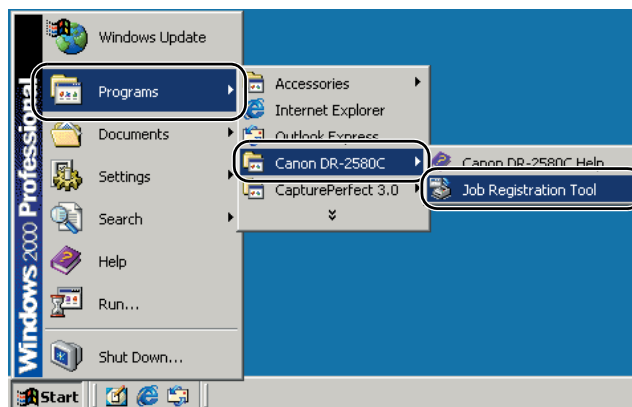 Windows 2000 Professional
Windows Update
Programs
Documents
Settings
Search
Help
Run...
Shut Down...
Start
Accessories
Internet Explorer
Outlook Express
Canon DR-2580C
CapturePerfect 3.0
Canon DR-2580C Help
Job Registration Tool